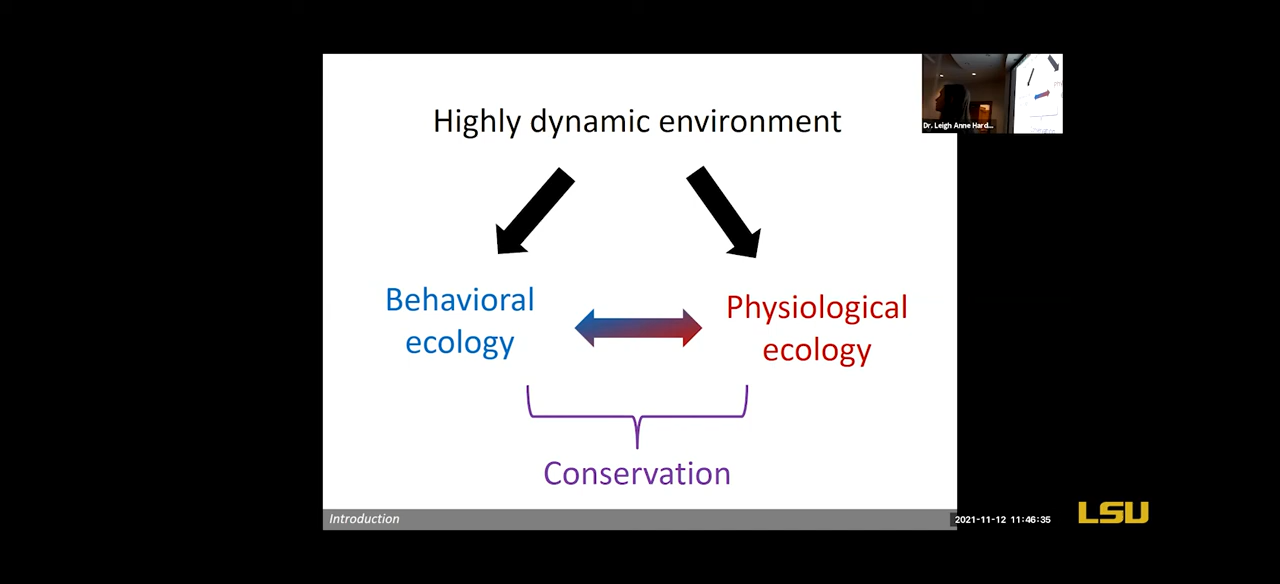 Highly dynamic environment
Dr. Leigh Anne Hard...
Behavioral
ecology
Physiological
ecology
Conservation
Introduction
2021-11-12 11:46:35
LSU